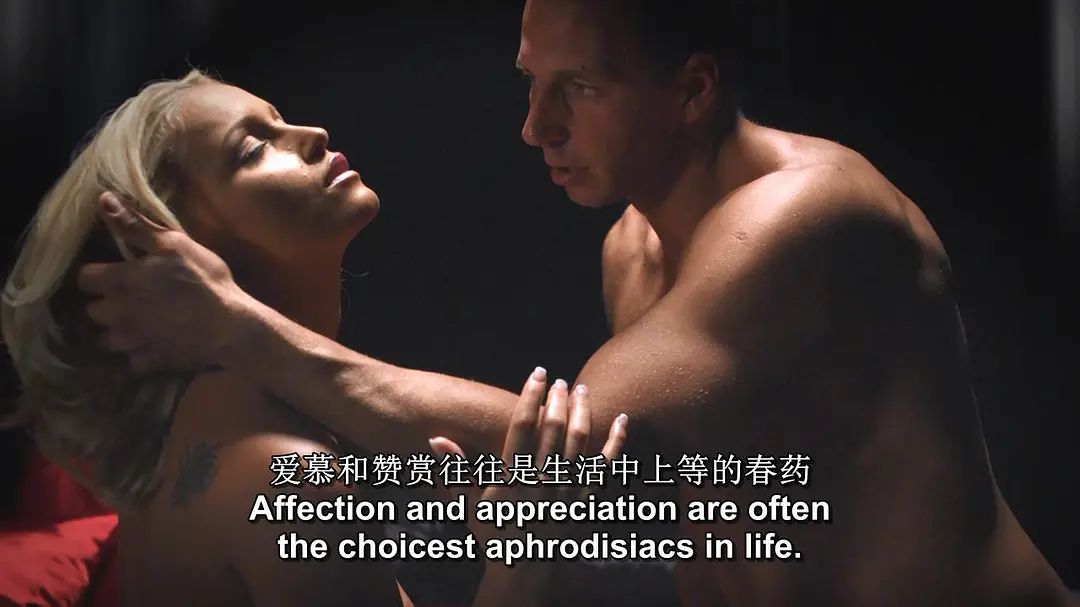 爱慕和赞赏往往是生活中上等的春药
Affection and appreciation are often
the choicest aphrodisiacs in life.